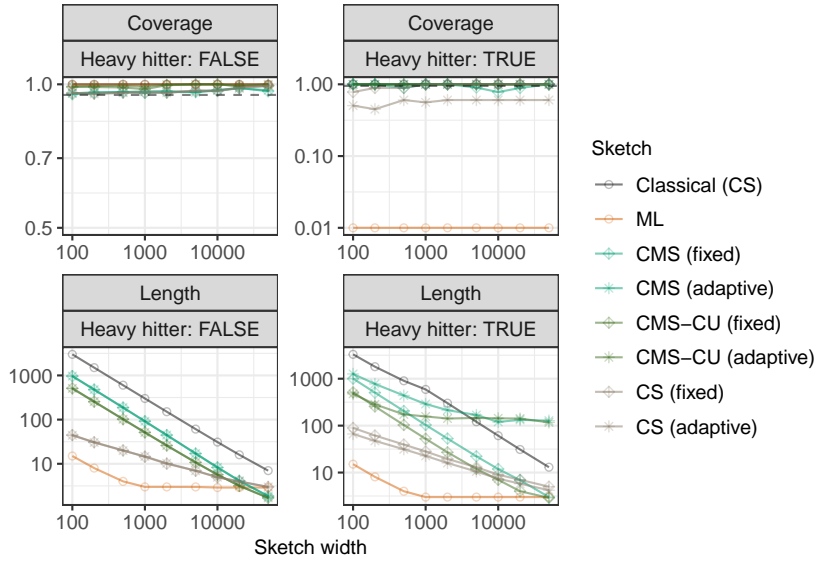 Coverage
Heavy hitter: FALSE
1.0
0.7
0.5
100
1000
10000
Coverage
Heavy hitter: TRUE
1.00
0.10
0.01
100
1000
10000
Length
Heavy hitter: FALSE
1000
100
10
100
1000
10000
Length
Heavy hitter: TRUE
1000
100
10
100
1000
10000
Sketch width
Sketch
Classical (CS)
ML
CMS (fixed)
CMS (adaptive)
CMS−CU (fixed)
CMS−CU (adaptive)
CS (fixed)
CS (adaptive)